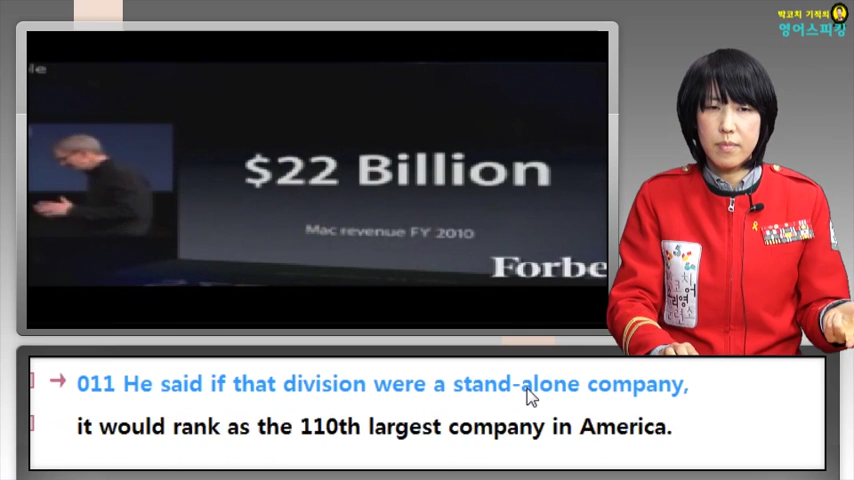 박코치 기적의
영어스피킹
$22 Billion
Mac revenue FY 2010
Forbe
011 He said if that division were a stand-alone company,
it would rank as the 110th largest company in America.